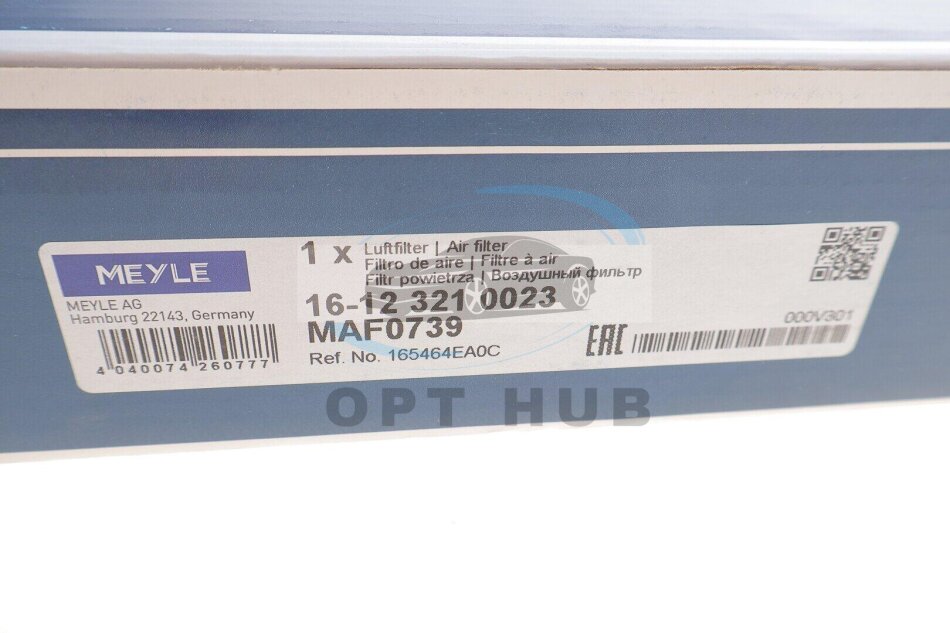 MEYLE
MEYLE AG
Hamburg 22143, Germany
4 040074 260777
1 x Luftfilter | Air filter
Filtro de aire | Filtre à air
Filtr powietrza | Воздушный фильтр
16-12 321 0023
MAF0739
Ref. No. 165464EA0C
EAC
000V301
OPT HUB